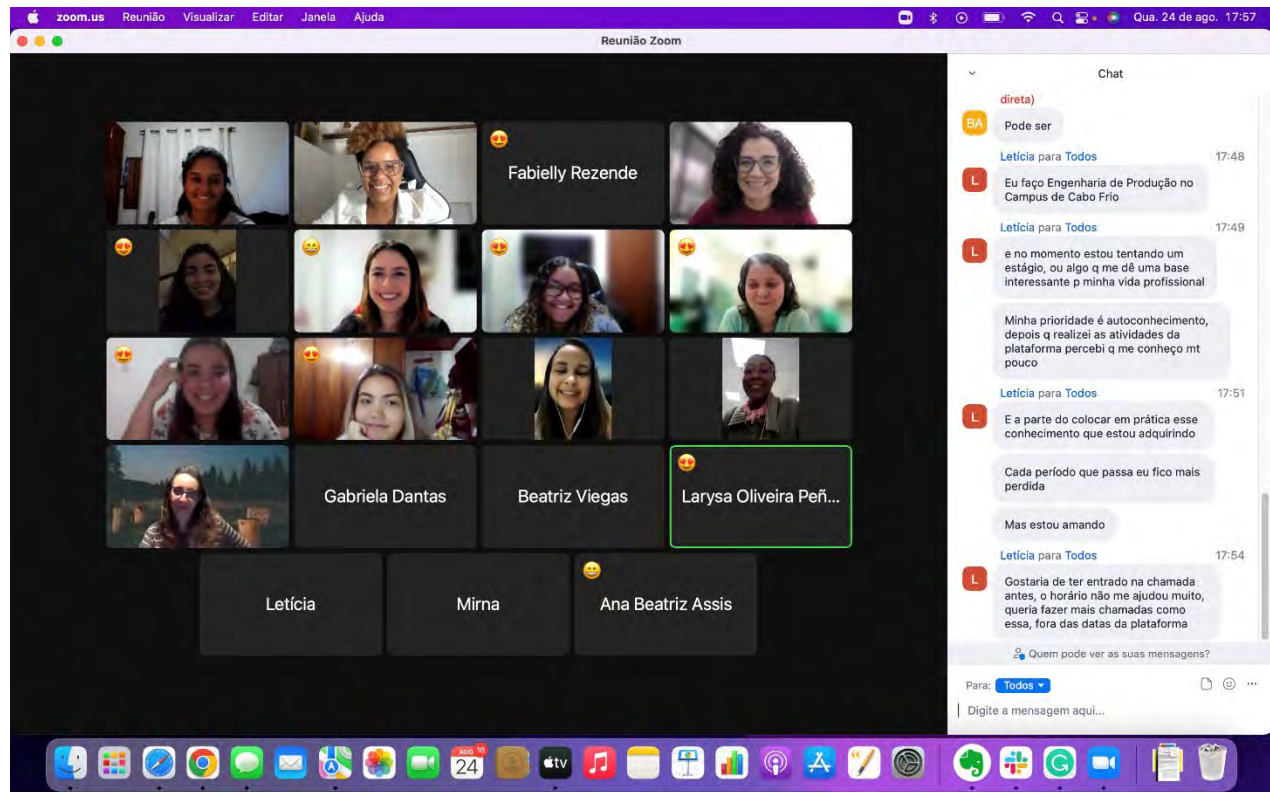 zoom.us Reunião Visualizar Editar Janela Ajuda
Qua. 24 de ago. 17:57
Reunião Zoom
Fabielly Rezende
Gabriela Dantas
Beatriz Viegas
Larysa Oliveira Peñ...
Letícia
Mirna
Ana Beatriz Assis
Chat
direta)
BA
Pode ser
Letícia para Todos 17:48
L
Eu faço Engenharia de Produção no
Campus de Cabo Frio
Letícia para Todos 17:49
L
e no momento estou tentando um
estágio, ou algo q me dê uma base
interessante p minha vida profissional
Minha prioridade é autoconhecimento,
depois q realizei as atividades da
plataforma percebi q me conheço mt
pouco
Letícia para Todos 17:51
L
E a parte do colocar em prática esse
conhecimento que estou adquirindo
Cada período que passa eu fico mais
perdida
Mas estou amando
Letícia para Todos 17:54
L
Gostaria de ter entrado na chamada
antes, o horário não me ajudou muito,
queria fazer mais chamadas como
essa, fora das datas da plataforma
Quem pode ver as suas mensagens?
Para: Todos
Digite a mensagem aqui...
AGO 16
24
tv